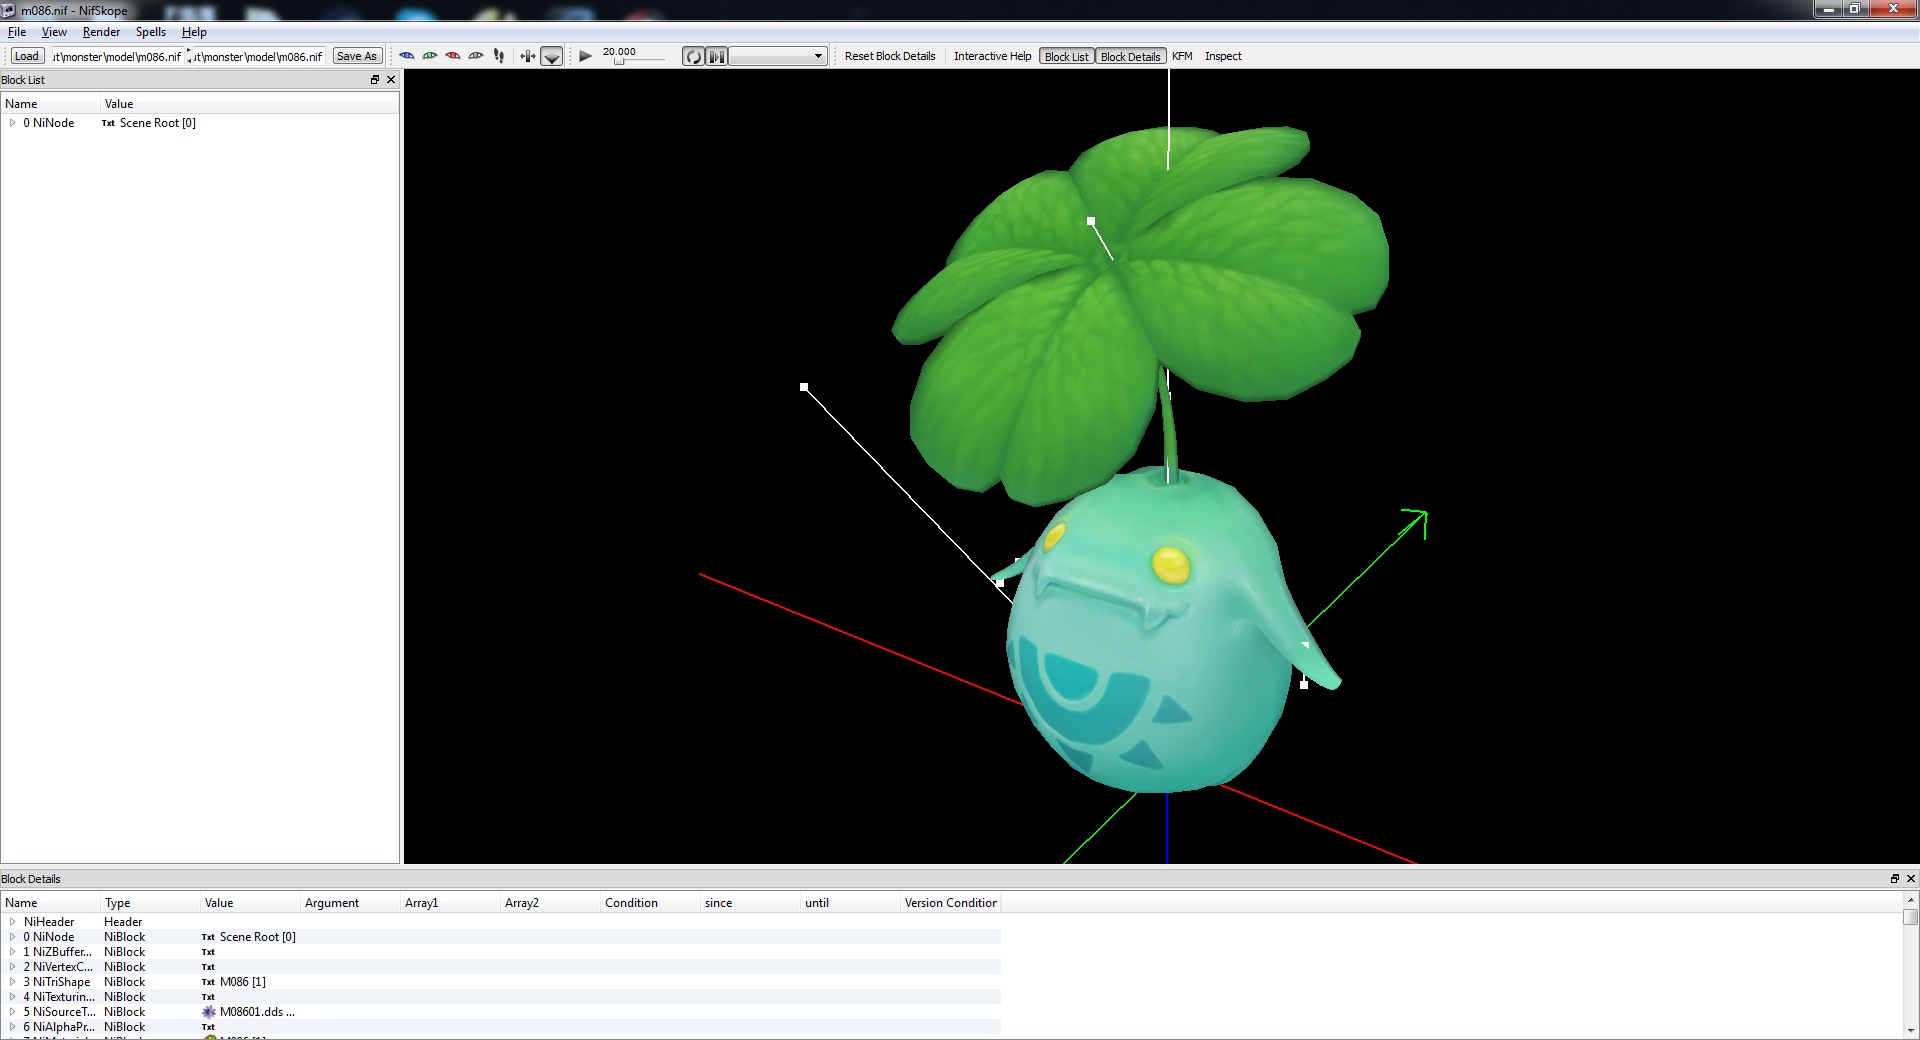 m086.nif - NifSkope
File View Render Spells Help
Load ut\monster\model\m086.nif ut\monster\model\m086.nif Save As 20.000 Reset Block Details Interactive Help Block List Block Details KFM Inspect
Block List
Name Value
0 NiNode Txt Scene Root [0]
Block Details
Name Type Value Argument Array1 Array2 Condition since until Version Condition
NiHeader Header
0 NiNode NiBlock Txt Scene Root [0]
1 NiZBuffer... NiBlock Txt
2 NiVertexC... NiBlock Txt
3 NiTriShape NiBlock Txt M086 [1]
4 NiTexturin... NiBlock Txt
5 NiSourceT... NiBlock M08601.dds ...
6 NiAlphaPr... NiBlock Txt